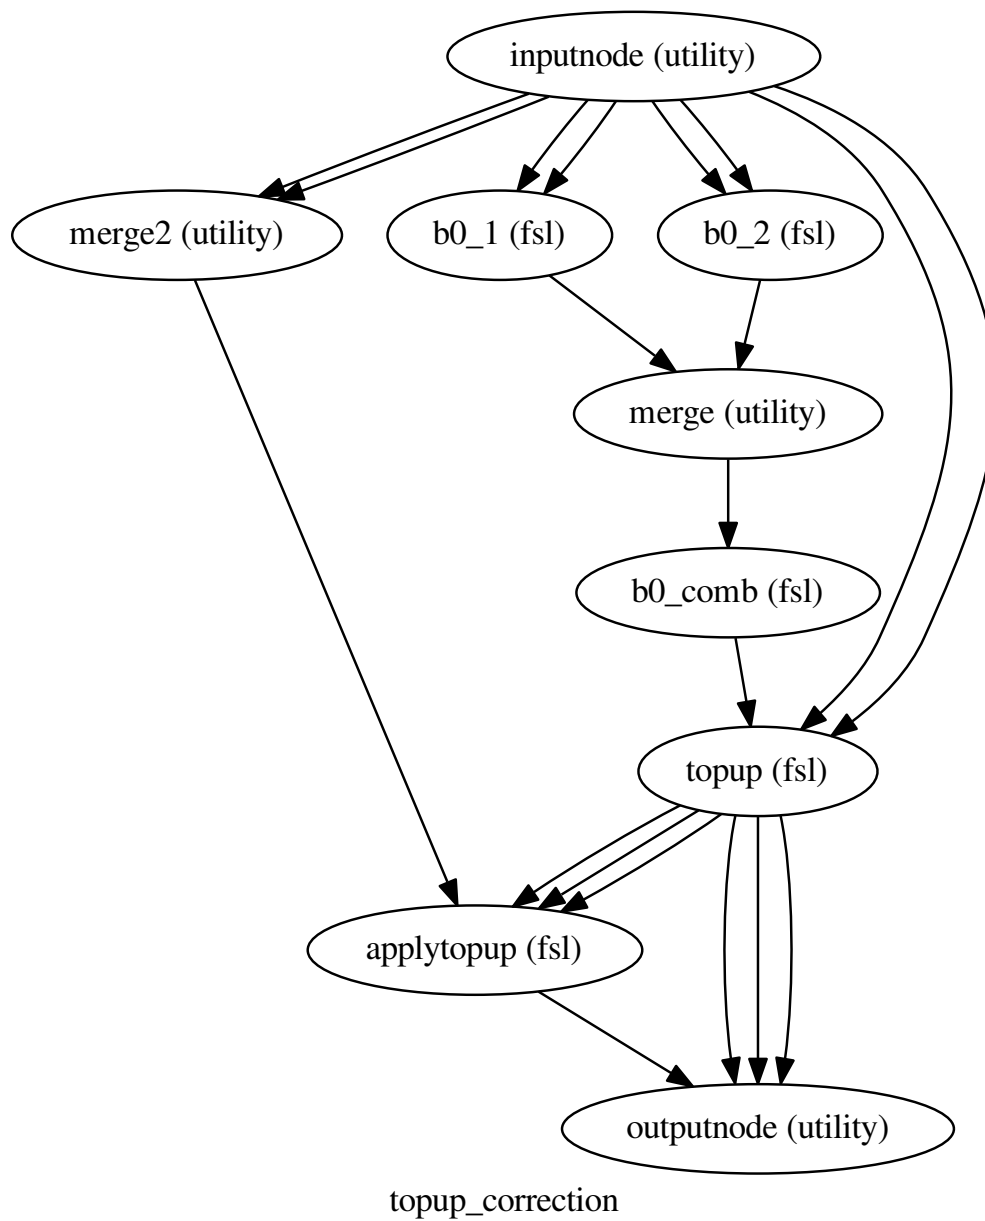 inputnode (utility)
merge2 (utility)
b0_1 (fsl)
b0_2 (fsl)
merge (utility)
b0_comb (fsl)
topup (fsl)
applytopup (fsl)
outputnode (utility)
topup_correction